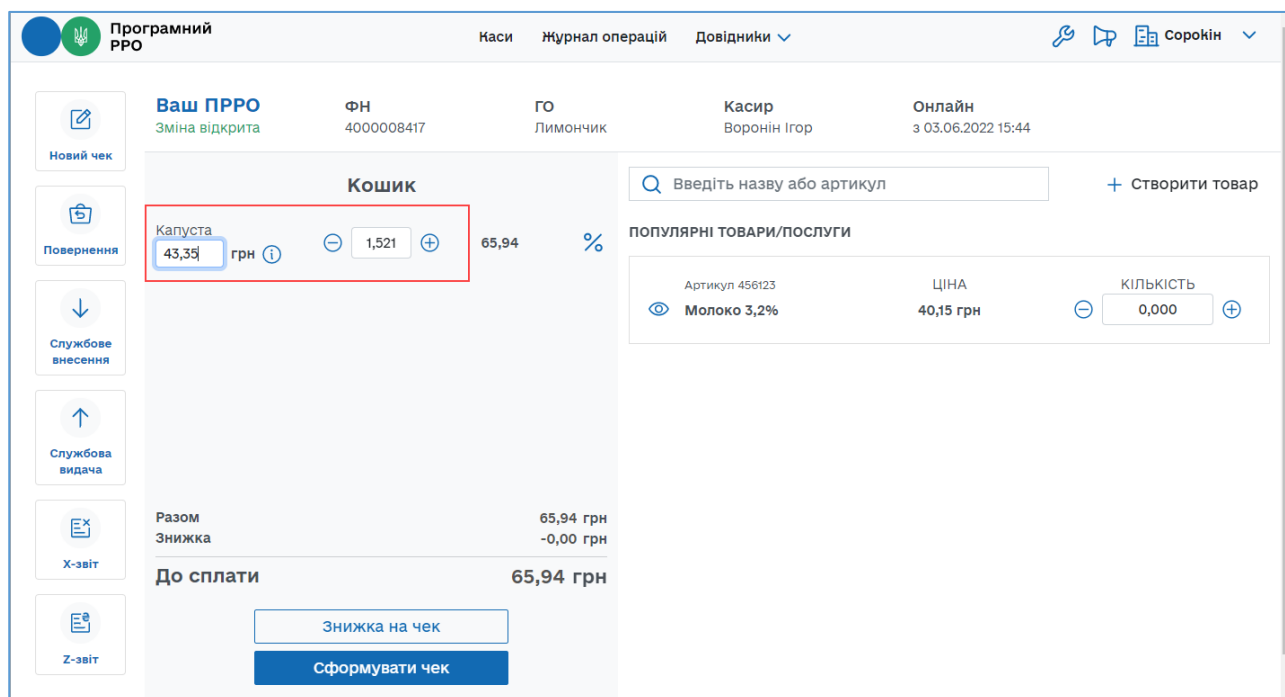 Програмний
РРО
Каси Журнал операцій Довідники
Сорокін
Новий чек
Повернення
Службове
внесення
Службова
видача
X-звіт
Z-звіт
Ваш ПРРО ФН ГО Касир Онлайн
Зміна відкрита 4000008417 Лимончик Воронін Ігор з 03.06.2022 15:44
Кошик
Капуста
43,35 грн 1,521 65,94 %
Разом 65,94 грн
Знижка -0,00 грн
До сплати 65,94 грн
Знижка на чек
Сформувати чек
Введіть назву або артикул + Створити товар
ПОПУЛЯРНІ ТОВАРИ/ПОСЛУГИ
Артикул 456123 ЦІНА КІЛЬКІСТЬ
Молоко 3,2% 40,15 грн 0,000